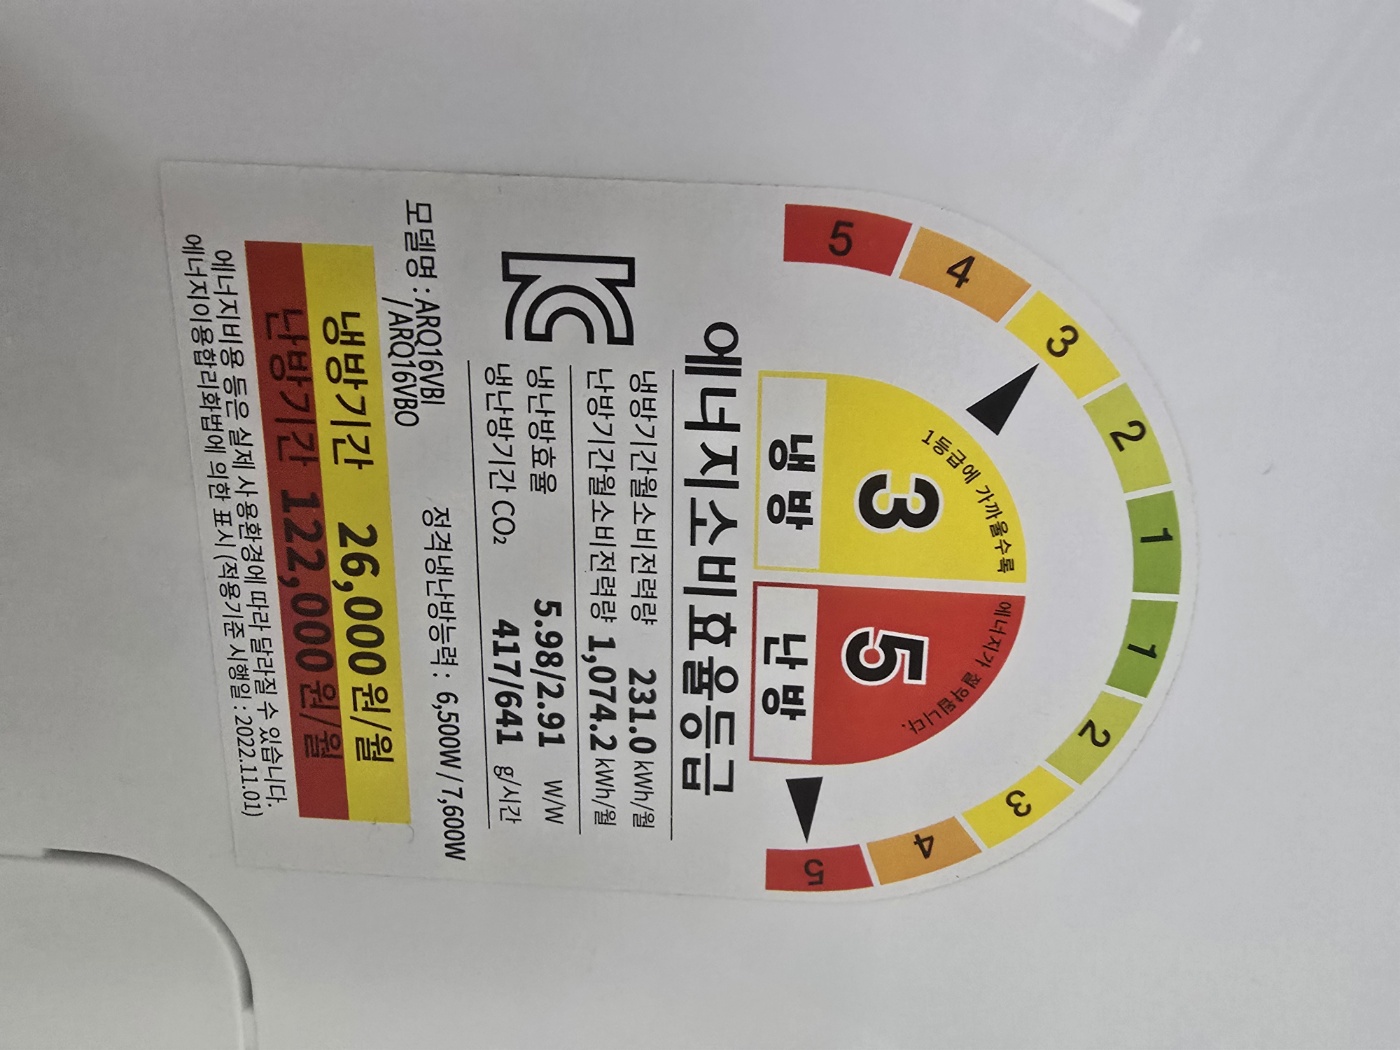 5 4 3 2 1 1 2 3 4 5
1등급에 가까울수록 에너지가 절약됩니다.
3 5
냉방 난방
에너지소비효율등급
냉방기간월소비전력량 231.0 kWh/월
난방기간월소비전력량 1,074.2 kWh/월
냉난방효율 5.98/2.91 W/W
냉난방기간 CO₂ 417/641 g/시간
모델명 : ARQ16VBI
/ARQ16VBO
정격냉난방능력 : 6,500W / 7,600W
냉방기간 26,000 원/월
난방기간 122,000 원/월
에너지비용 등은 실제 사용환경에 따라 달라질 수 있습니다.
에너지이용합리화법에 의한 표시 (적용기준 시행일 : 2022.11.01)